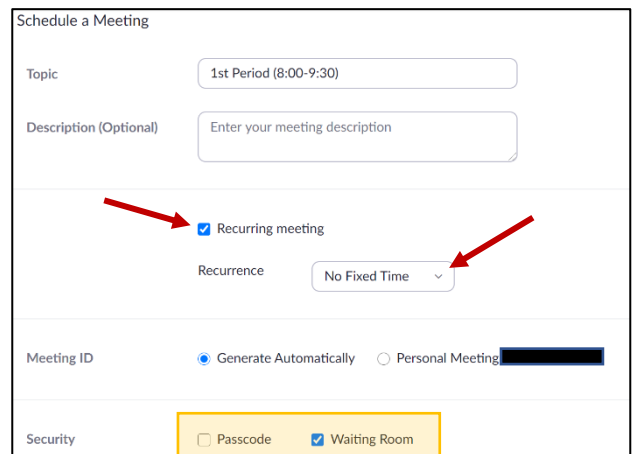 Schedule a Meeting
Topic
1st Period (8:00-9:30)
Description (Optional)
Enter your meeting description
Recurring meeting
Recurrence
No Fixed Time
Meeting ID
Generate Automatically
Personal Meeting
Security
Passcode
Waiting Room